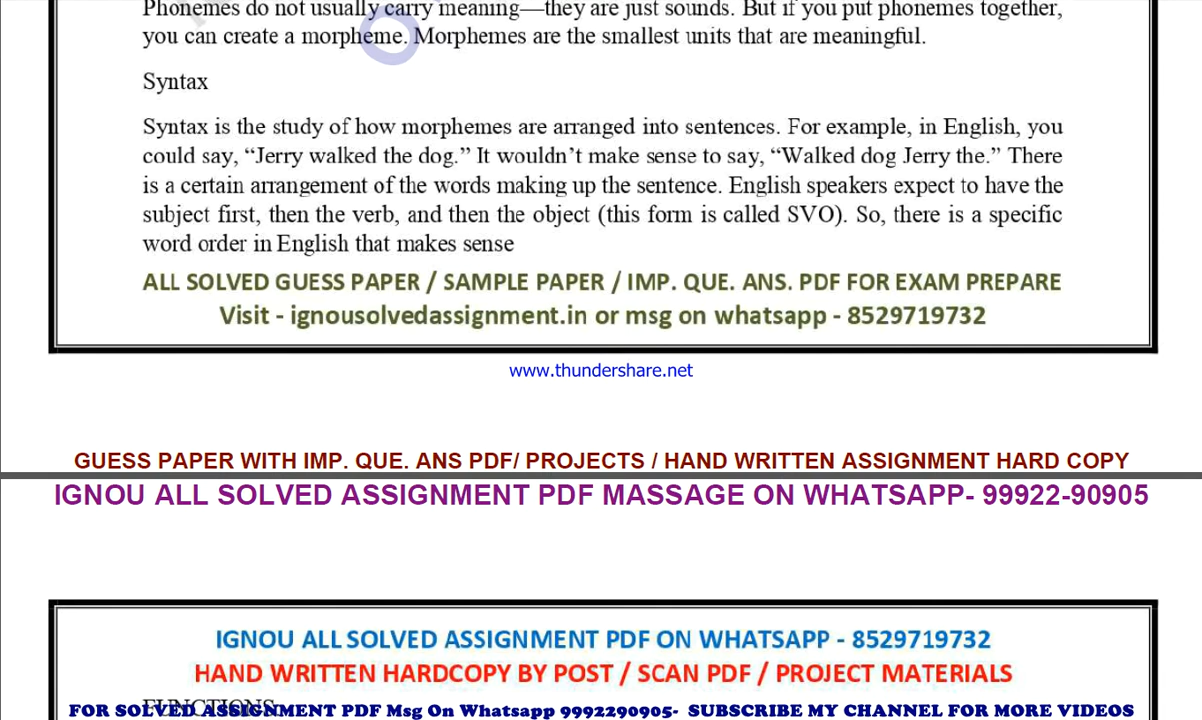 Phonemes do not usually carry meaning—they are just sounds. But if you put phonemes together,
you can create a morpheme. Morphemes are the smallest units that are meaningful.
Syntax
Syntax is the study of how morphemes are arranged into sentences. For example, in English, you
could say, “Jerry walked the dog.” It wouldn’t make sense to say, “Walked dog Jerry the.” There
is a certain arrangement of the words making up the sentence. English speakers expect to have the
subject first, then the verb, and then the object (this form is called SVO). So, there is a specific
word order in English that makes sense
ALL SOLVED GUESS PAPER / SAMPLE PAPER / IMP. QUE. ANS. PDF FOR EXAM PREPARE
Visit - ignousolvedassignment.in or msg on whatsapp - 8529719732
www.thundershare.net
GUESS PAPER WITH IMP. QUE. ANS PDF/ PROJECTS / HAND WRITTEN ASSIGNMENT HARD COPY
IGNOU ALL SOLVED ASSIGNMENT PDF MASSAGE ON WHATSAPP- 99922-90905
IGNOU ALL SOLVED ASSIGNMENT PDF ON WHATSAPP - 8529719732
HAND WRITTEN HARDCOPY BY POST / SCAN PDF / PROJECT MATERIALS
FUNCTIONS
FOR SOLVED ASSIGNMENT PDF Msg On Whatsapp 9992290905- SUBSCRIBE MY CHANNEL FOR MORE VIDEOS